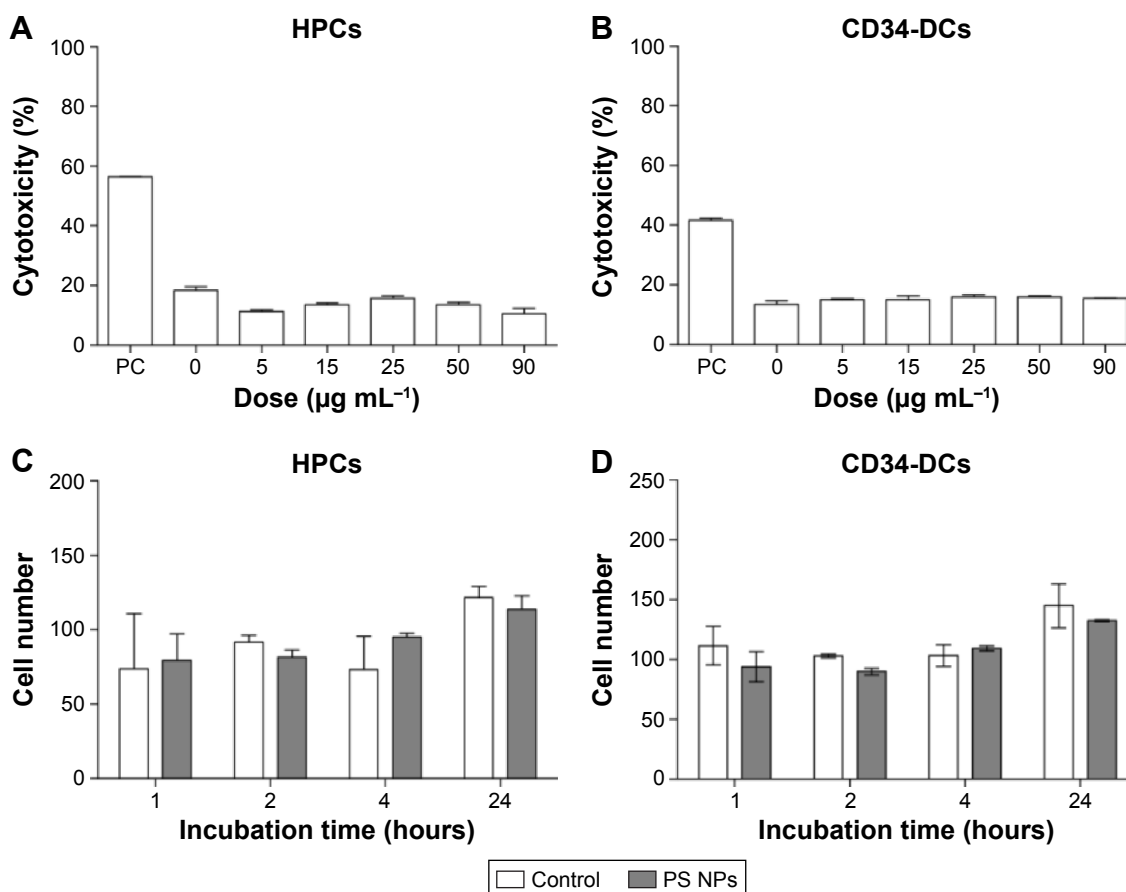 A
HPCs
Cytotoxicity (%)
100
80
60
40
20
0
PC 0 5 15 25 50 90
Dose (µg mL⁻¹)
B
CD34-DCs
Cytotoxicity (%)
100
80
60
40
20
0
PC 0 5 15 25 50 90
Dose (µg mL⁻¹)
C
HPCs
Cell number
200
150
100
50
0
1 2 4 24
Incubation time (hours)
D
CD34-DCs
Cell number
250
200
150
100
50
0
1 2 4 24
Incubation time (hours)
Control PS NPs